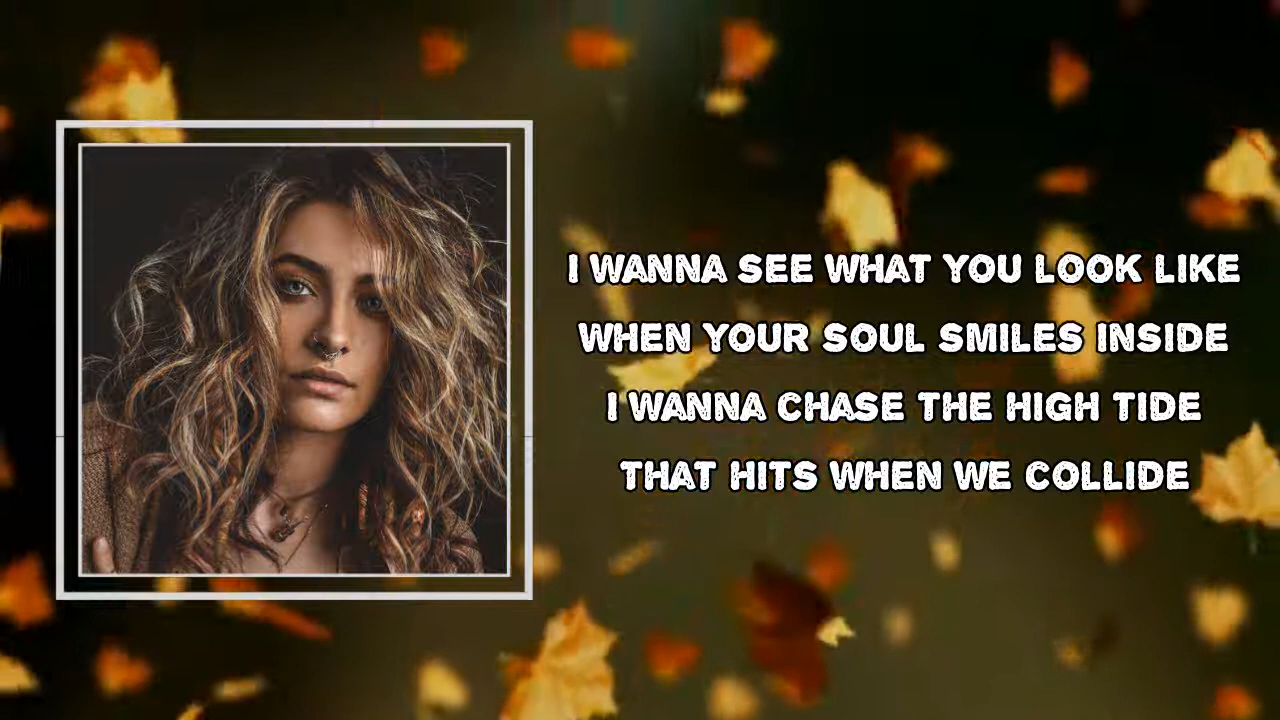 I WANNA SEE WHAT YOU LOOK LIKE
WHEN YOUR SOUL SMILES INSIDE
I WANNA CHASE THE HIGH TIDE
THAT HITS WHEN WE COLLIDE